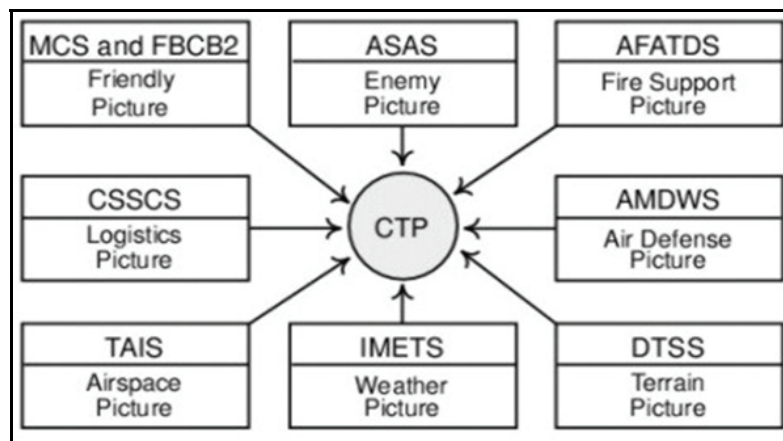 MCS and FBCB2
Friendly
Picture
ASAS
Enemy
Picture
AFATDS
Fire Support
Picture
CSSCS
Logistics
Picture
CTP
AMDWS
Air Defense
Picture
TAIS
Airspace
Picture
IMETS
Weather
Picture
DTSS
Terrain
Picture